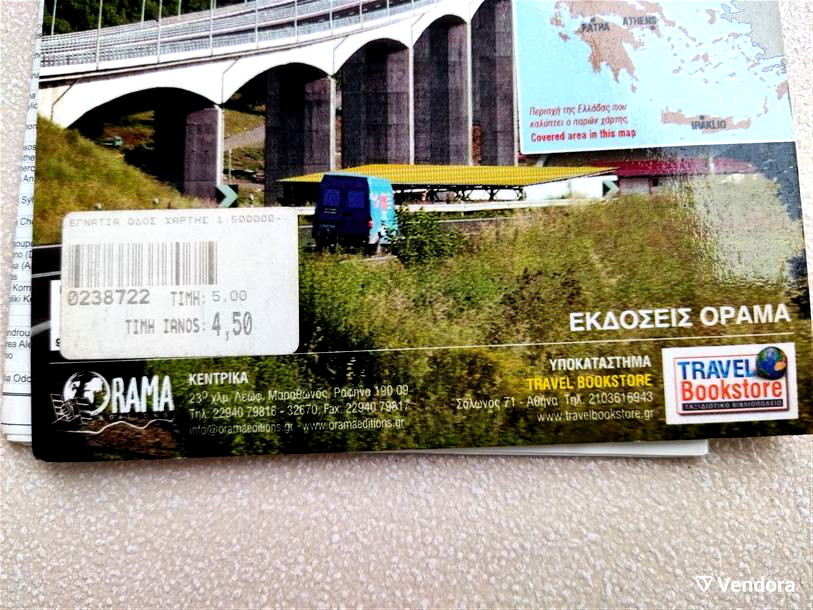 PATRA
ATHENS
Περιοχή της Ελλάδας που
καλύπτει ο παρών χάρτης.
Covered area in this map
IRAKLIO
ΕΓΝΑΤΙΑ ΟΔΟΣ ΧΑΡΤΗΣ 1:500000-
0238722 ΤΙΜΗ: 5,00
ΤΙΜΗ IANOS: 4,50
ΕΚΔΟΣΕΙΣ ΟΡΑΜΑ
ORAMA
EDITIONS
ΚΕΝΤΡΙΚΑ
23ο χλμ. Λεωφ. Μαραθώνος, Ραφήνα 190 09
Τηλ: 22940 79816 - 32670, Fax: 22940 79817
info@oramaeditions.gr - www.oramaeditions.gr
ΥΠΟΚΑΤΑΣΤΗΜΑ
TRAVEL BOOKSTORE
Σόλωνος 71 - Αθήνα Τηλ. 2103616943
www.travelbookstore.gr
TRAVEL
Bookstore
ΤΑΞΙΔΙΩΤΙΚΟ ΒΙΒΛΙΟΠΩΛΕΙΟ
Vendora